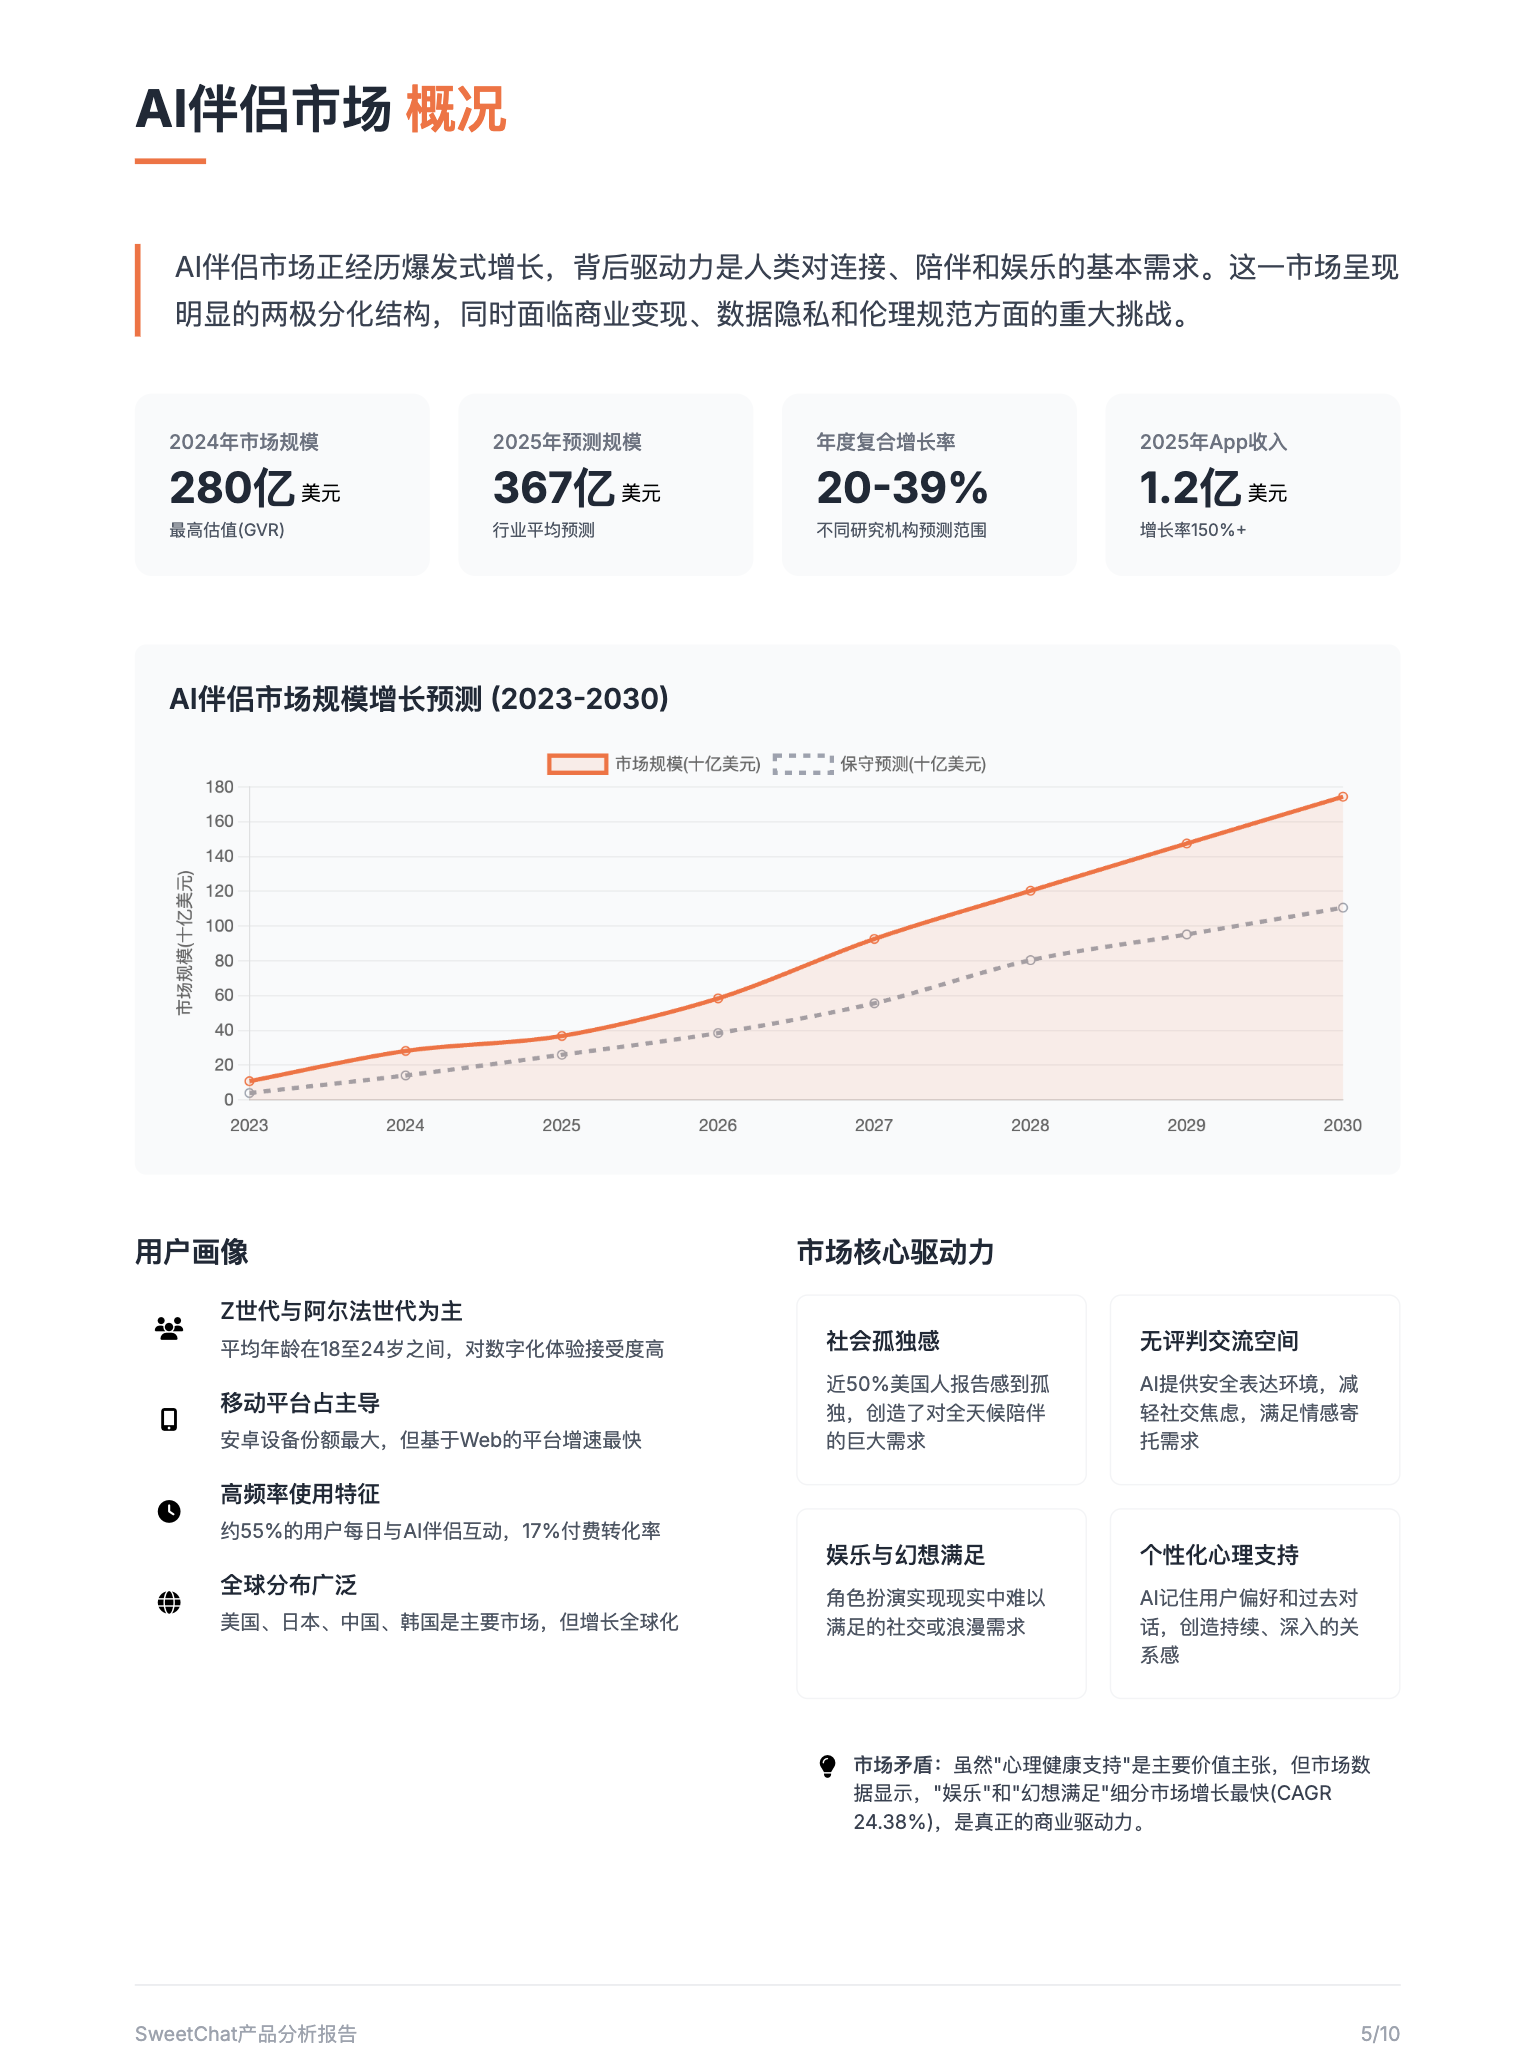 AI伴侣市场 概况
AI伴侣市场正经历爆发式增长，背后驱动力是人类对连接、陪伴和娱乐的基本需求。这一市场呈现
明显的两极分化结构，同时面临商业变现、数据隐私和伦理规范方面的重大挑战。
2024年市场规模
280亿 美元
最高估值(GVR)
2025年预测规模
367亿 美元
行业平均预测
年度复合增长率
20-39%
不同研究机构预测范围
2025年App收入
1.2亿 美元
增长率150%+
AI伴侣市场规模增长预测 (2023-2030)
市场规模(十亿美元) 保守预测(十亿美元)
市场规模(十亿美元)
180
160
140
120
100
80
60
40
20
0
2023 2024 2025 2026 2027 2028 2029 2030
用户画像
Z世代与阿尔法世代为主
平均年龄在18至24岁之间，对数字化体验接受度高
移动平台占主导
安卓设备份额最大，但基于Web的平台增速最快
高频率使用特征
约55%的用户每日与AI伴侣互动，17%付费转化率
全球分布广泛
美国、日本、中国、韩国是主要市场，但增长全球化
市场核心驱动力
社会孤独感
近50%美国人报告感到孤
独，创造了对全天候陪伴
的巨大需求
无评判交流空间
AI提供安全表达环境，减
轻社交焦虑，满足情感寄
托需求
娱乐与幻想满足
角色扮演实现现实中难以
满足的社交或浪漫需求
个性化心理支持
AI记住用户偏好和过去对
话，创造持续、深入的关
系感
市场矛盾：虽然"心理健康支持"是主要价值主张，但市场数
据显示，"娱乐"和"幻想满足"细分市场增长最快(CAGR
24.38%)，是真正的商业驱动力。
SweetChat产品分析报告
5/10